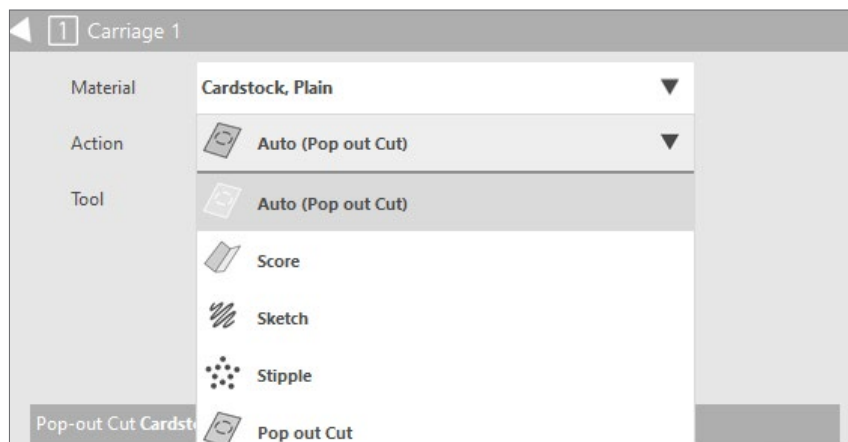 1 Carriage 1
Material Cardstock, Plain
Action Auto (Pop out Cut)
Tool Auto (Pop out Cut)
Score
Sketch
Stipple
Pop-out Cut Cardst
Pop out Cut